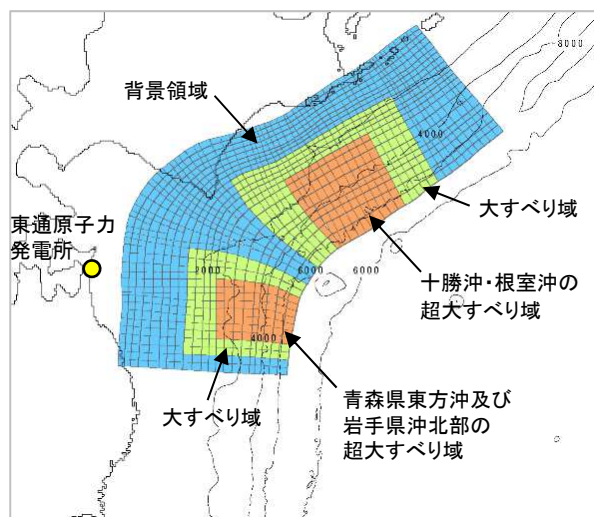 8000
背景領域
4000
大すべり域
東通原子力
発電所
2000
6000
6000
十勝沖・根室沖の
超大すべり域
4000
大すべり域
青森県東方沖及び
岩手県沖北部の
超大すべり域